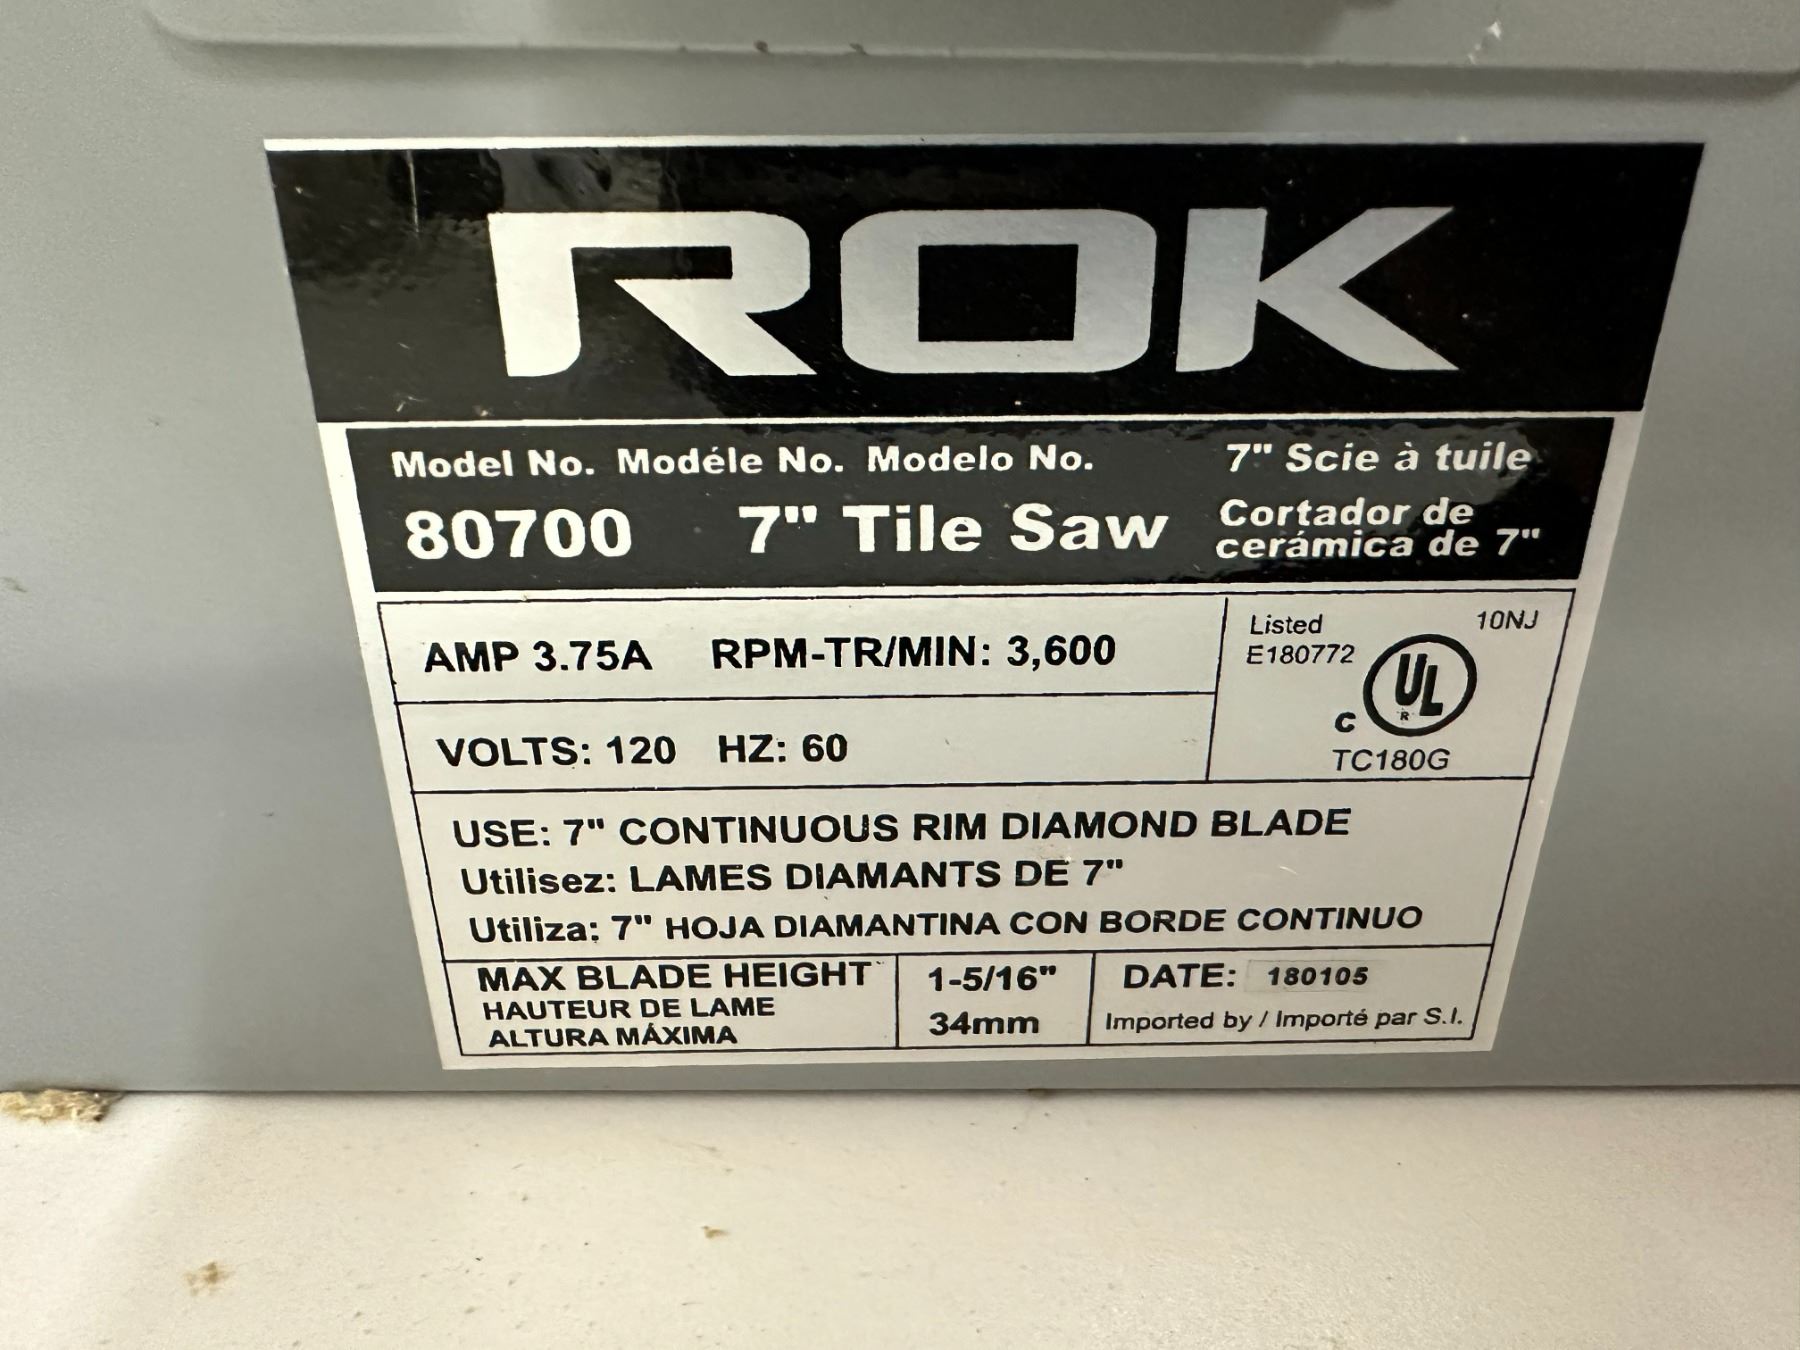 ROK
Model No. Modéle No. Modelo No.
80700 7" Tile Saw
7" Scie à tuile
Cortador de
cerámica de 7"
AMP 3.75A RPM-TR/MIN: 3,600
VOLTS: 120 HZ: 60
Listed 10NJ
E180772
UL
R
C
TC180G
USE: 7" CONTINUOUS RIM DIAMOND BLADE
Utilisez: LAMES DIAMANTS DE 7"
Utiliza: 7" HOJA DIAMANTINA CON BORDE CONTINUO
MAX BLADE HEIGHT
HAUTEUR DE LAME
ALTURA MÁXIMA
1-5/16"
34mm
DATE: 180105
Imported by / Importé par S.I.